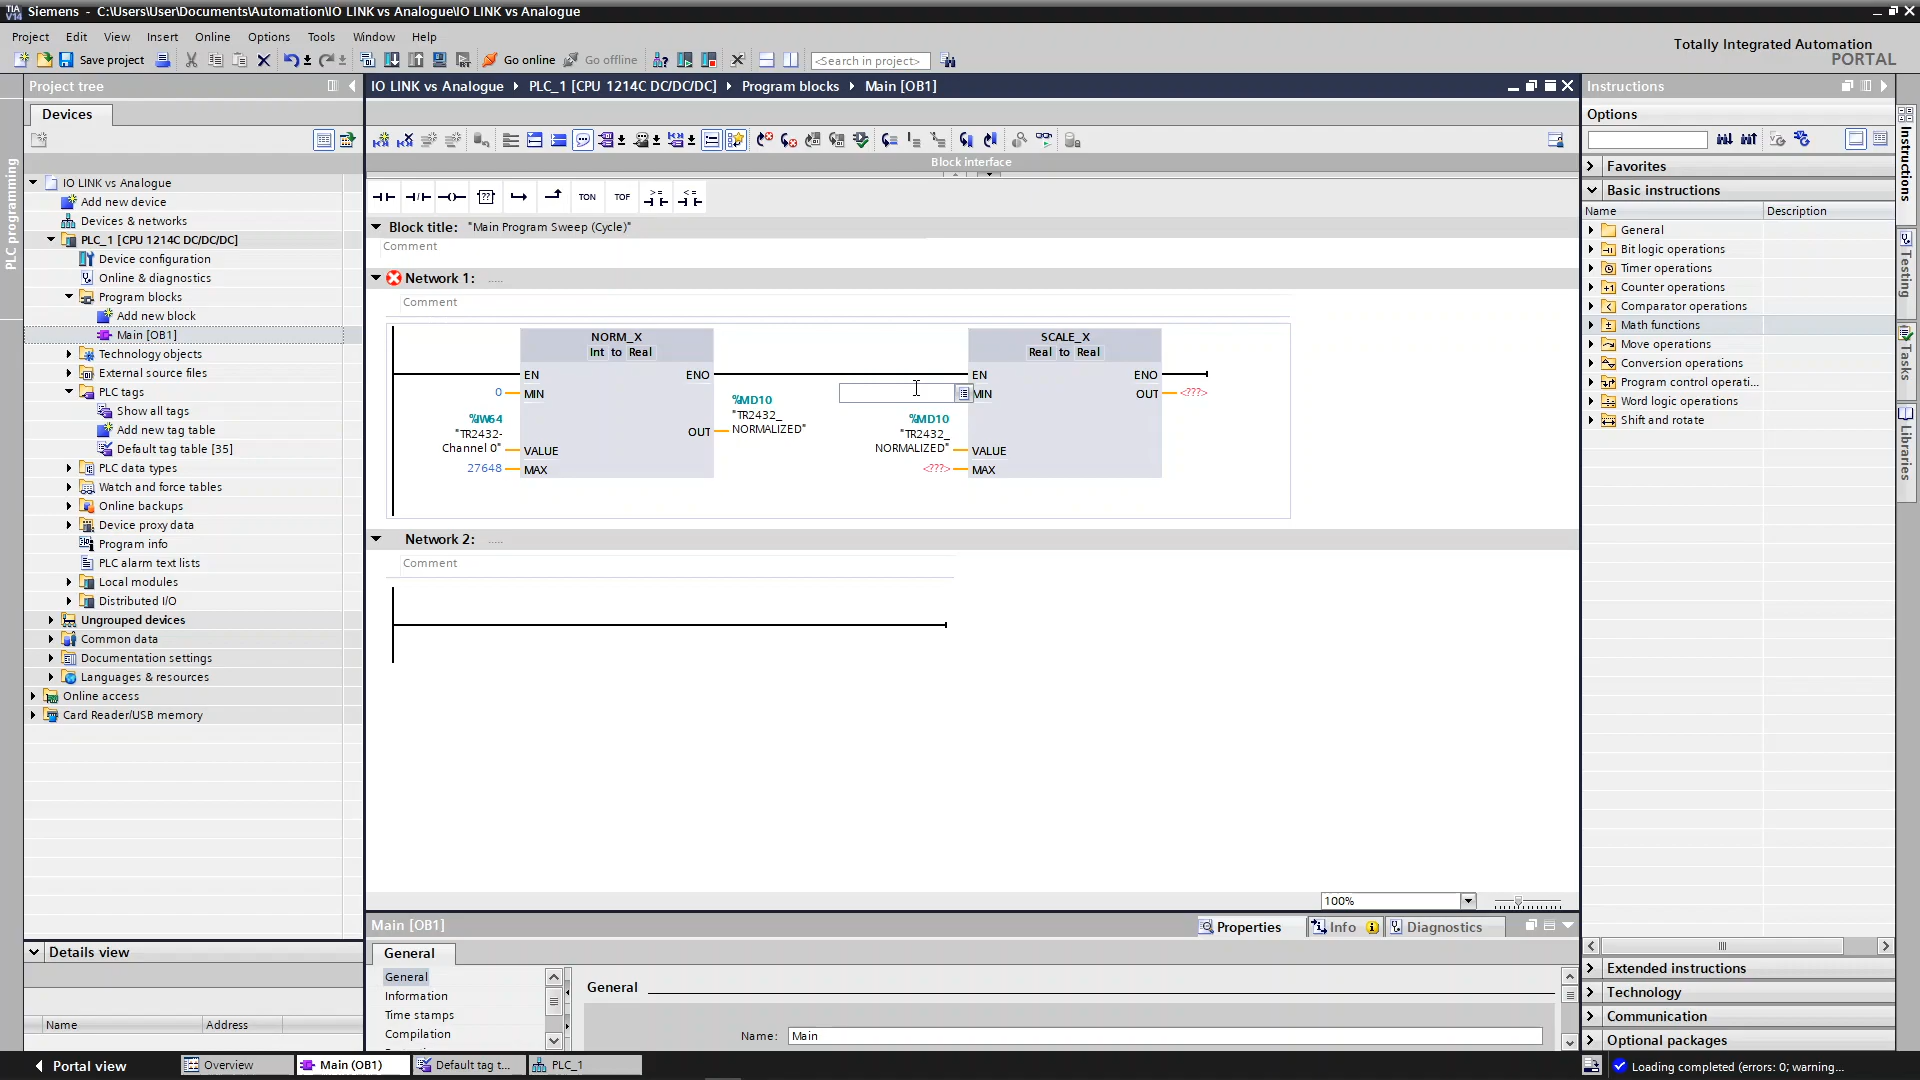 TIA V14 Siemens - C:\Users\User\Documents\Automation\IO LINK vs Analogue\IO LINK vs Analogue
Project Edit View Insert Online Options Tools Window Help
Totally Integrated Automation
PORTAL
Save project
Go online
Go offline
<Search in project>
PLC programming
Project tree
Devices
IO LINK vs Analogue
Add new device
Devices & networks
PLC_1 [CPU 1214C DC/DC/DC]
Device configuration
Online & diagnostics
Program blocks
Add new block
Main [OB1]
Technology objects
External source files
PLC tags
Show all tags
Add new tag table
Default tag table [35]
PLC data types
Watch and force tables
Online backups
Device proxy data
Program info
PLC alarm text lists
Local modules
Distributed I/O
Ungrouped devices
Common data
Documentation settings
Languages & resources
Online access
Card Reader/USB memory
Details view
Name Address
IO LINK vs Analogue PLC_1 [CPU 1214C DC/DC/DC] Program blocks Main [OB1]
Block interface
?? TON TOF >= <=
Block title: "Main Program Sweep (Cycle)"
Comment
Network 1: .....
Comment
NORM_X
Int to Real
EN ENO
0 MIN
%IW64
"TR2432-
Channel 0" VALUE
27648 MAX
OUT
%MD10
"TR2432_
NORMALIZED"
SCALE_X
Real to Real
EN ENO
MIN OUT <???>
%MD10
"TR2432_
NORMALIZED" VALUE
<???> MAX
Network 2: .....
Comment
100%
Main [OB1]
Properties Info Diagnostics
General
General
Information
Time stamps
Compilation
General
Name: Main
Instructions
Options
Favorites
Basic instructions
Name Description
General
Bit logic operations
Timer operations
Counter operations
Comparator operations
Math functions
Move operations
Conversion operations
Program control operati...
Word logic operations
Shift and rotate
Extended instructions
Technology
Communication
Optional packages
Instructions
Testing
Tasks
Libraries
Portal view
Overview
Main (OB1)
Default tag t...
PLC_1
Loading completed (errors: 0; warning...